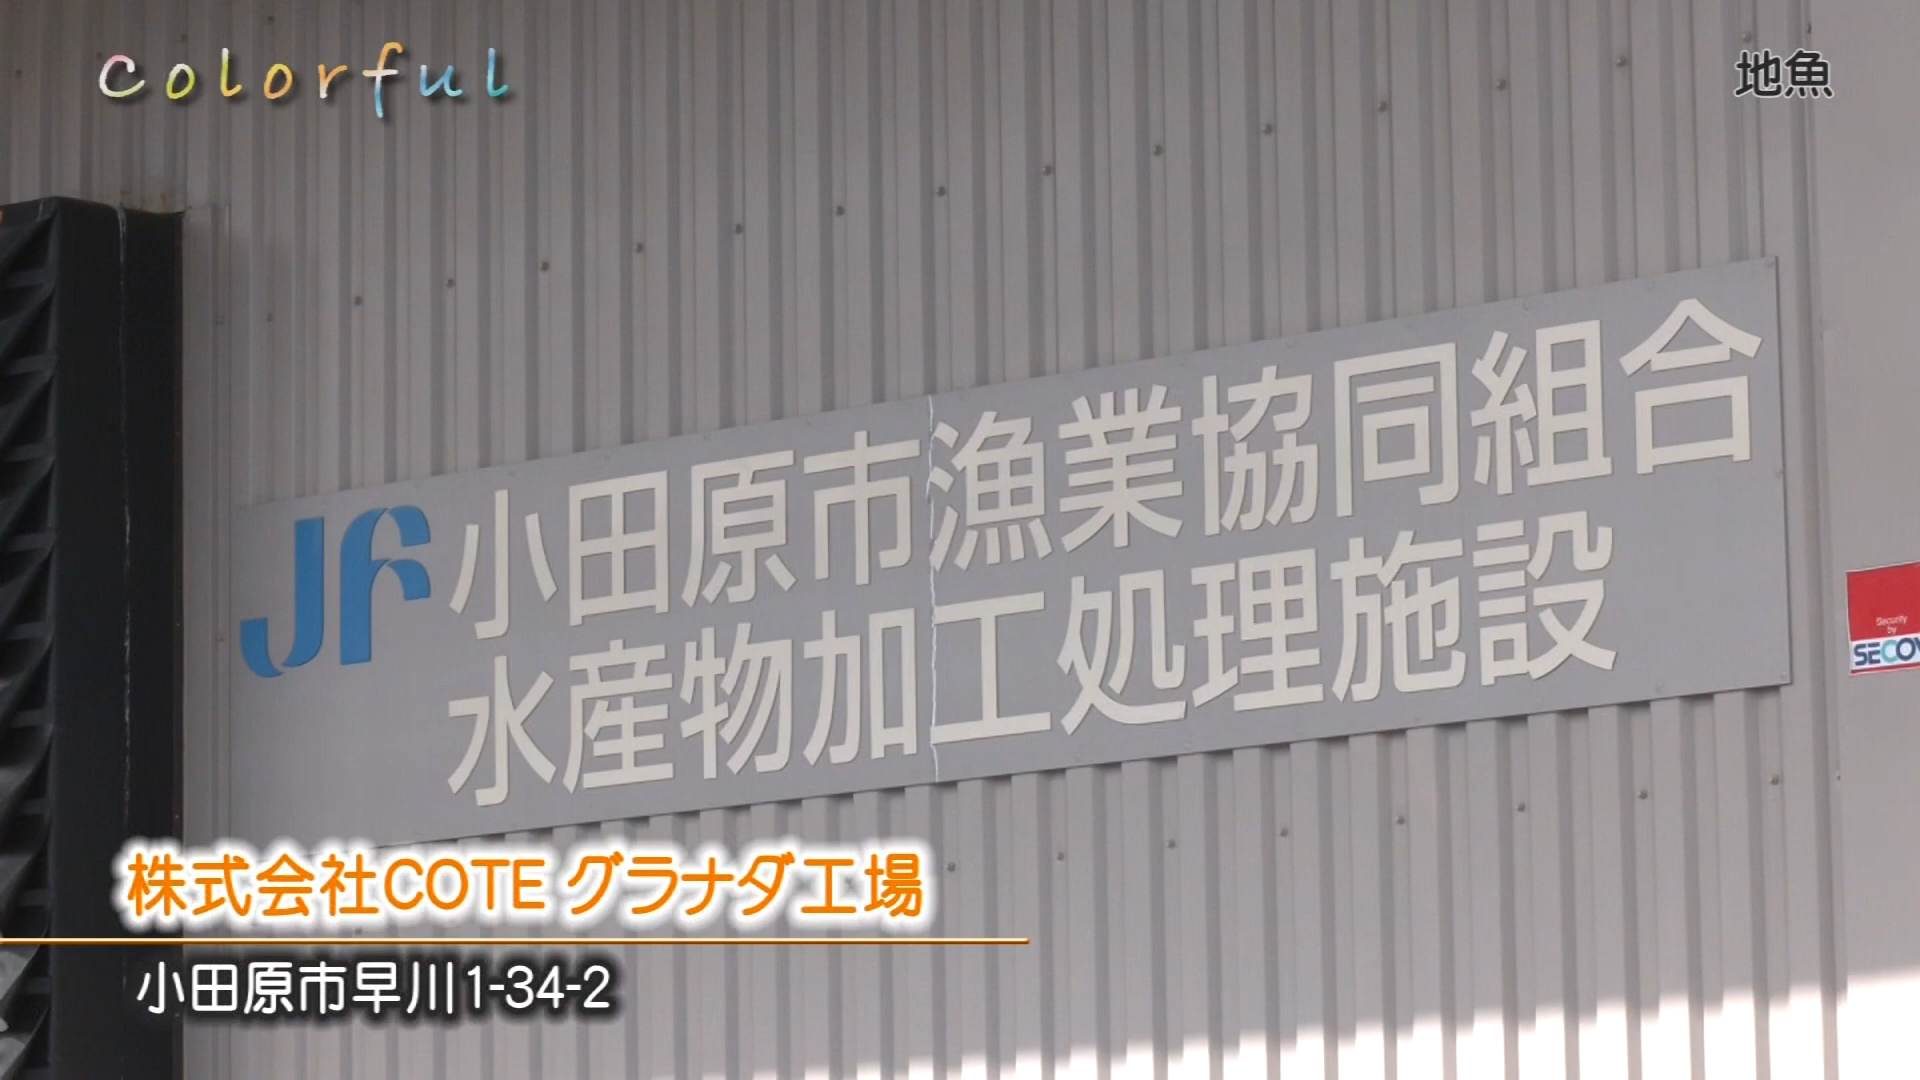 colorful
地魚
JF 小田原市漁業協同組合
水産物加工処理施設
Security
by
株式会社COTE グラナダ工場
小田原市早川1-34-2